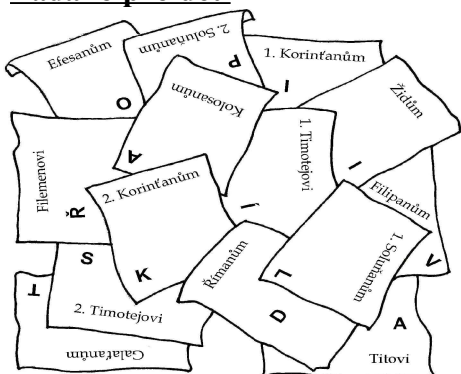 Efesanům
O
2. Soluňanům
P
1. Korinťanům
I
Židům
I
Kolosanům
A
1. Timotejovi
Í
Filemenovi
Ř
2. Korinťanům
K
Filipanům
V
Římanům
D
1. Soluňanům
L
S
2. Timotejovi
T
Galaťanům
A
Titovi